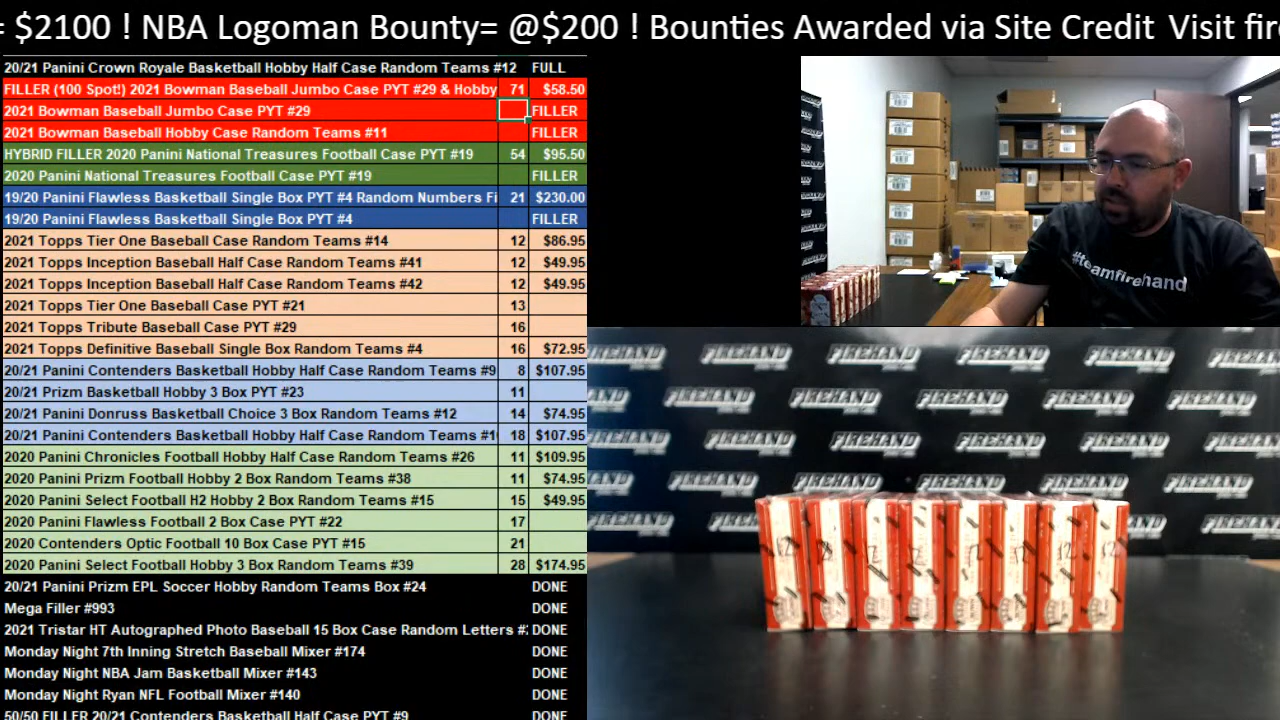 = $2100 ! NBA Logoman Bounty= @$200 ! Bounties Awarded via Site Credit Visit fire
20/21 Panini Crown Royale Basketball Hobby Half Case Random Teams #12 FULL
FILLER (100 Spot!) 2021 Bowman Baseball Jumbo Case PYT #29 & Hobby 71 $58.50
2021 Bowman Baseball Jumbo Case PYT #29 FILLER
2021 Bowman Baseball Hobby Case Random Teams #11 FILLER
HYBRID FILLER 2020 Panini National Treasures Football Case PYT #19 54 $95.50
2020 Panini National Treasures Football Case PYT #19 FILLER
19/20 Panini Flawless Basketball Single Box PYT #4 Random Numbers Fi 21 $230.00
19/20 Panini Flawless Basketball Single Box PYT #4 FILLER
2021 Topps Tier One Baseball Case Random Teams #14 12 $86.95
2021 Topps Inception Baseball Half Case Random Teams #41 12 $49.95
2021 Topps Inception Baseball Half Case Random Teams #42 12 $49.95
2021 Topps Tier One Baseball Case PYT #21 13
2021 Topps Tribute Baseball Case PYT #29 16
2021 Topps Definitive Baseball Single Box Random Teams #4 16 $72.95
20/21 Panini Contenders Basketball Hobby Half Case Random Teams #9 8 $107.95
20/21 Prizm Basketball Hobby 3 Box PYT #23 11
20/21 Panini Donruss Basketball Choice 3 Box Random Teams #12 14 $74.95
20/21 Panini Contenders Basketball Hobby Half Case Random Teams #1 18 $107.95
2020 Panini Chronicles Football Hobby Half Case Random Teams #26 11 $109.95
2020 Panini Prizm Football Hobby 2 Box Random Teams #38 11 $74.95
2020 Panini Select Football H2 Hobby 2 Box Random Teams #15 15 $49.95
2020 Panini Flawless Football 2 Box Case PYT #22 17
2020 Contenders Optic Football 10 Box Case PYT #15 21
2020 Panini Select Football Hobby 3 Box Random Teams #39 28 $174.95
20/21 Panini Prizm EPL Soccer Hobby Random Teams Box #24 DONE
Mega Filler #993 DONE
2021 Tristar HT Autographed Photo Baseball 15 Box Case Random Letters #: DONE
Monday Night 7th Inning Stretch Baseball Mixer #174 DONE
Monday Night NBA Jam Basketball Mixer #143 DONE
Monday Night Ryan NFL Football Mixer #140 DONE
50/50 FILLER 20/21 Contenders Basketball Half Case PYT #9 DONE
#teamfirehand
FIREHAND